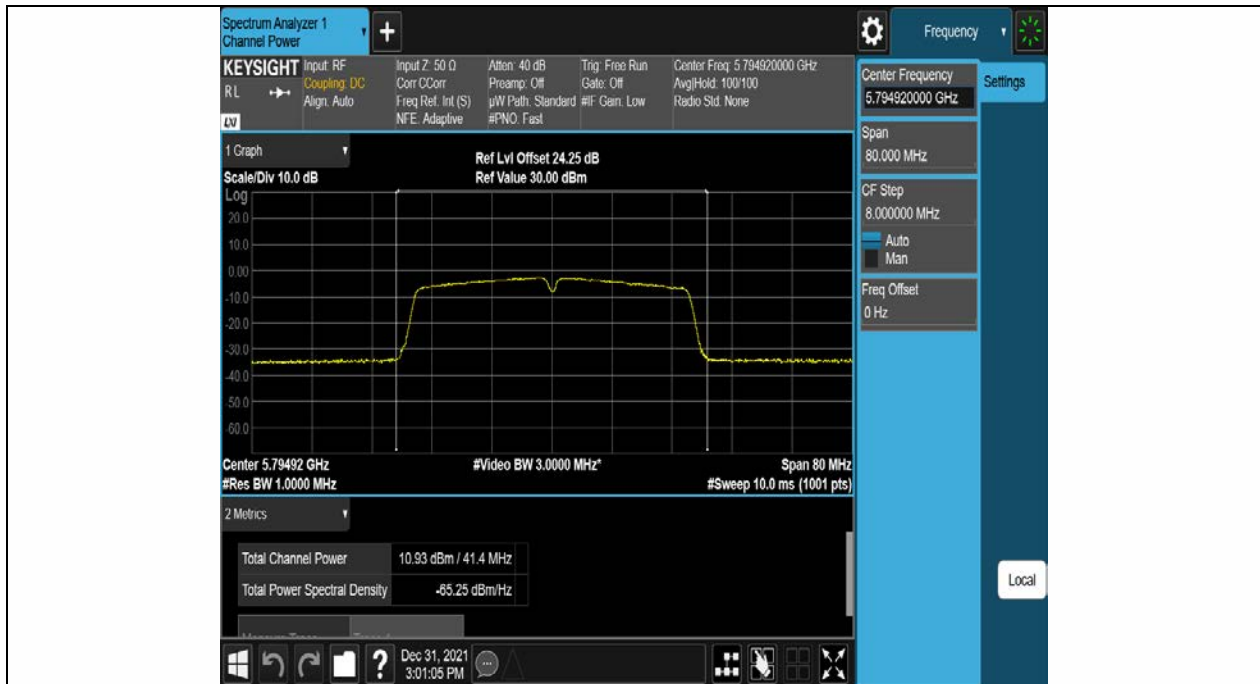 Spectrum Analyzer 1
Channel Power
+
Frequency
KEYSIGHT
RL
LXI
Input: RF
Coupling: DC
Align: Auto
Input Z: 50 Ω
Corr CCorr
Freq Ref: Int (S)
NFE: Adaptive
Atten: 40 dB
Preamp: Off
µW Path: Standard
#PNO: Fast
Trig: Free Run
Gate: Off
#IF Gain: Low
Center Freq: 5.794920000 GHz
Avg|Hold: 100/100
Radio Std: None
Center Frequency
5.794920000 GHz
Settings
Span
80.000 MHz
CF Step
8.000000 MHz
Auto
Man
Freq Offset
0 Hz
Local
1 Graph
Scale/Div 10.0 dB
Ref Lvl Offset 24.25 dB
Ref Value 30.00 dBm
Log
20.0
10.0
0.00
-10.0
-20.0
-30.0
-40.0
-50.0
-60.0
Center 5.79492 GHz
#Video BW 3.0000 MHz*
Span 80 MHz
#Res BW 1.0000 MHz
#Sweep 10.0 ms (1001 pts)
2 Metrics
Total Channel Power 10.93 dBm / 41.4 MHz
Total Power Spectral Density -65.25 dBm/Hz
?
Dec 31, 2021
3:01:05 PM